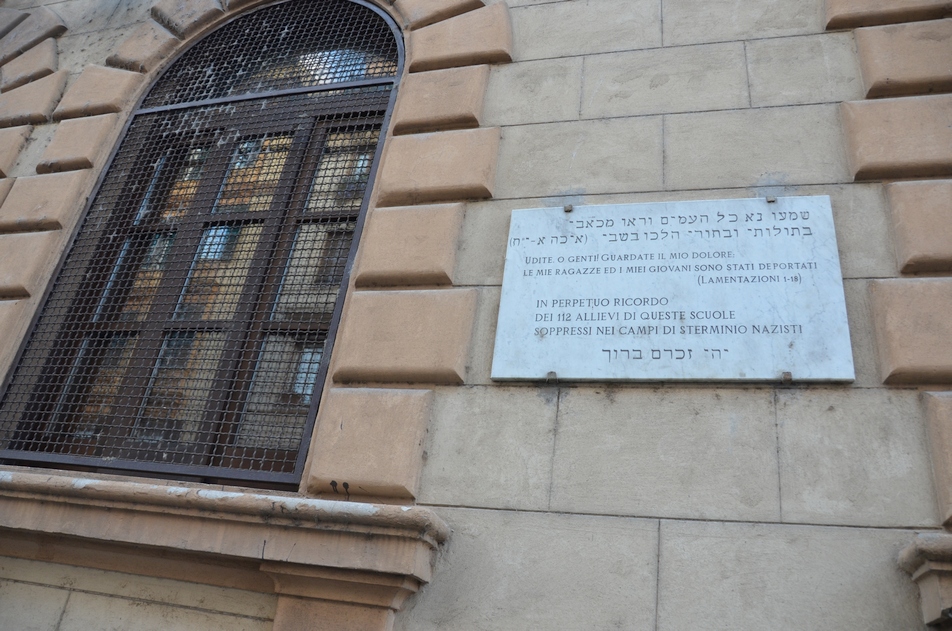 שמעו נא כל העמים וראו מכאבי
בתולתי ובחורי הלכו בשבי (איכה א-י״ח)
UDITE, O GENTI! GUARDATE IL MIO DOLORE:
LE MIE RAGAZZE ED I MIEI GIOVANI SONO STATI DEPORTATI
(LAMENTAZIONI 1-18)
IN PERPETUO RICORDO
DEI 112 ALLIEVI DI QUESTE SCUOLE
SOPPRESSI NEI CAMPI DI STERMINIO NAZISTI
יהי זכרם ברוך